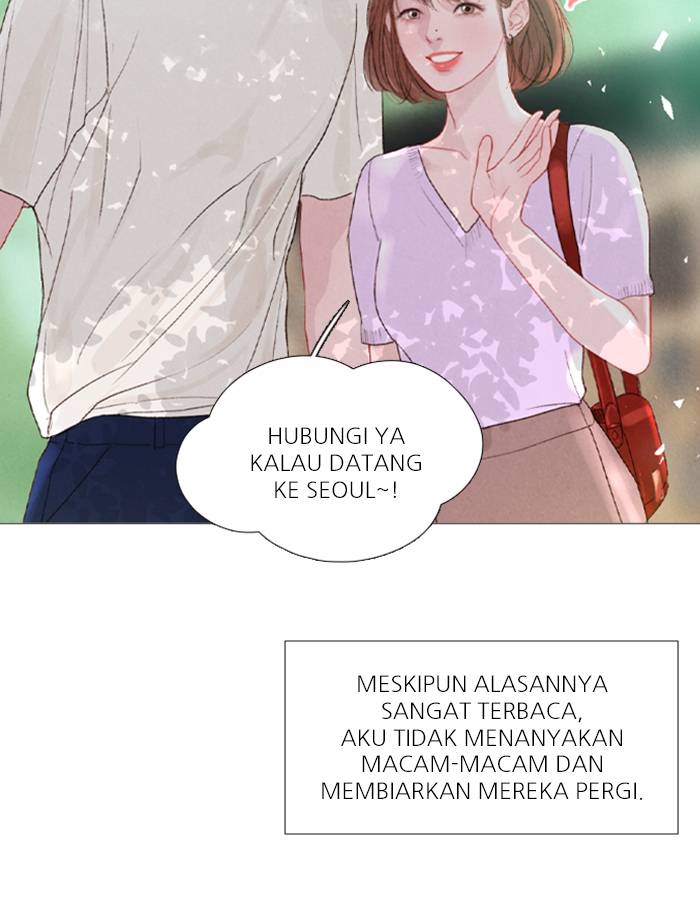 HUBUNGI YA
KALAU DATANG
KE SEOUL~!
MESKIPUN ALASANNYA
SANGAT TERBACA,
AKU TIDAK MENANYAKAN
MACAM-MACAM DAN
MEMBIARKAN MEREKA PERGI.